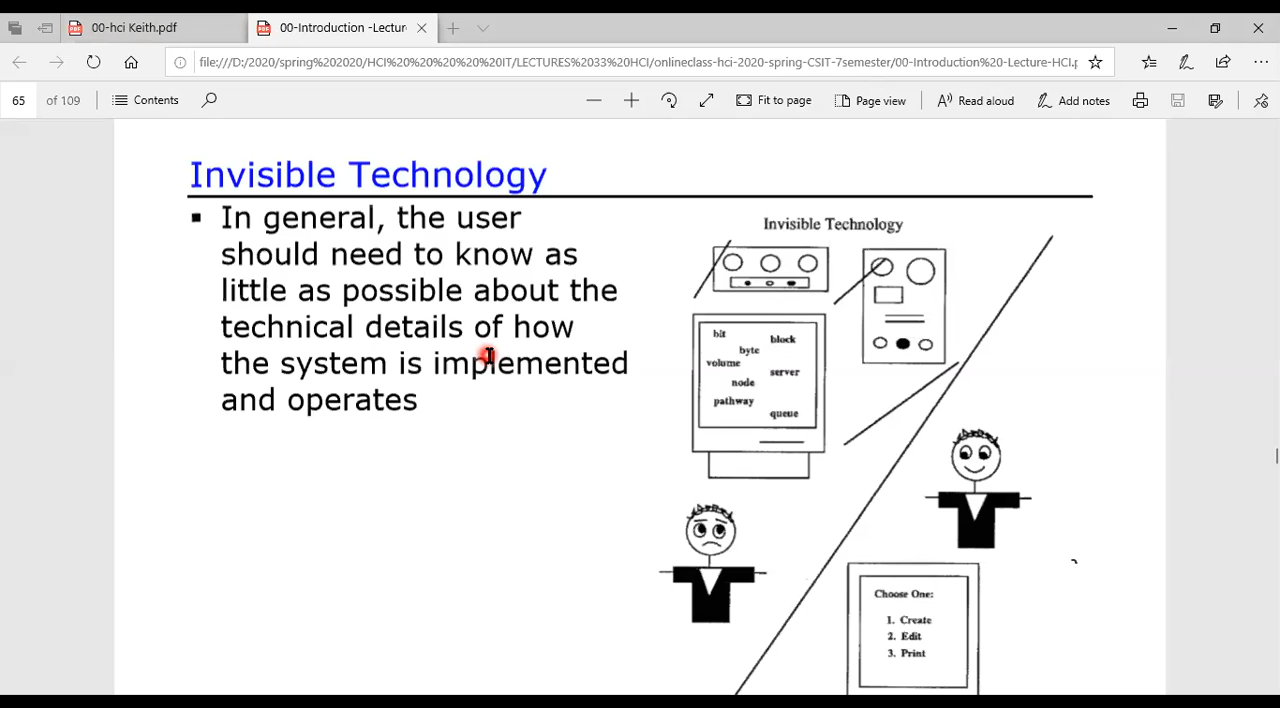 00-hci Keith.pdf
00-Introduction -Lectur
file:///D:/2020/spring%202020/HCI%20%20%20%20%20IT/LECTURES%2033%20HCI/onlineclass-hci-2020-spring-CSIT-7semester/00-Introduction%20-Lecture-HCI.p
65 of 109
Contents
Fit to page
Page view
Read aloud
Add notes
Invisible Technology
In general, the user
should need to know as
little as possible about the
technical details of how
the system is implemented
and operates
Invisible Technology
bit
block
byte
volume
server
node
pathway
queue
Choose One:
1. Create
2. Edit
3. Print